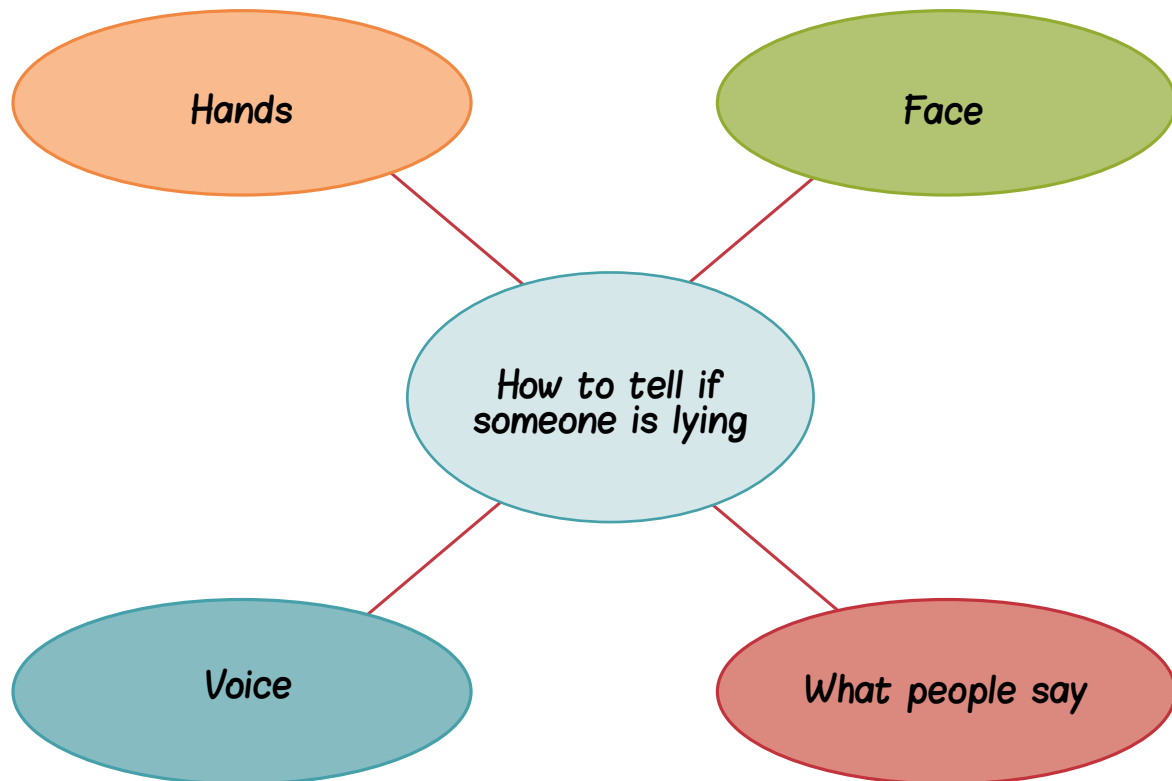 Hands
Face
How to tell if
someone is lying
Voice
What people say